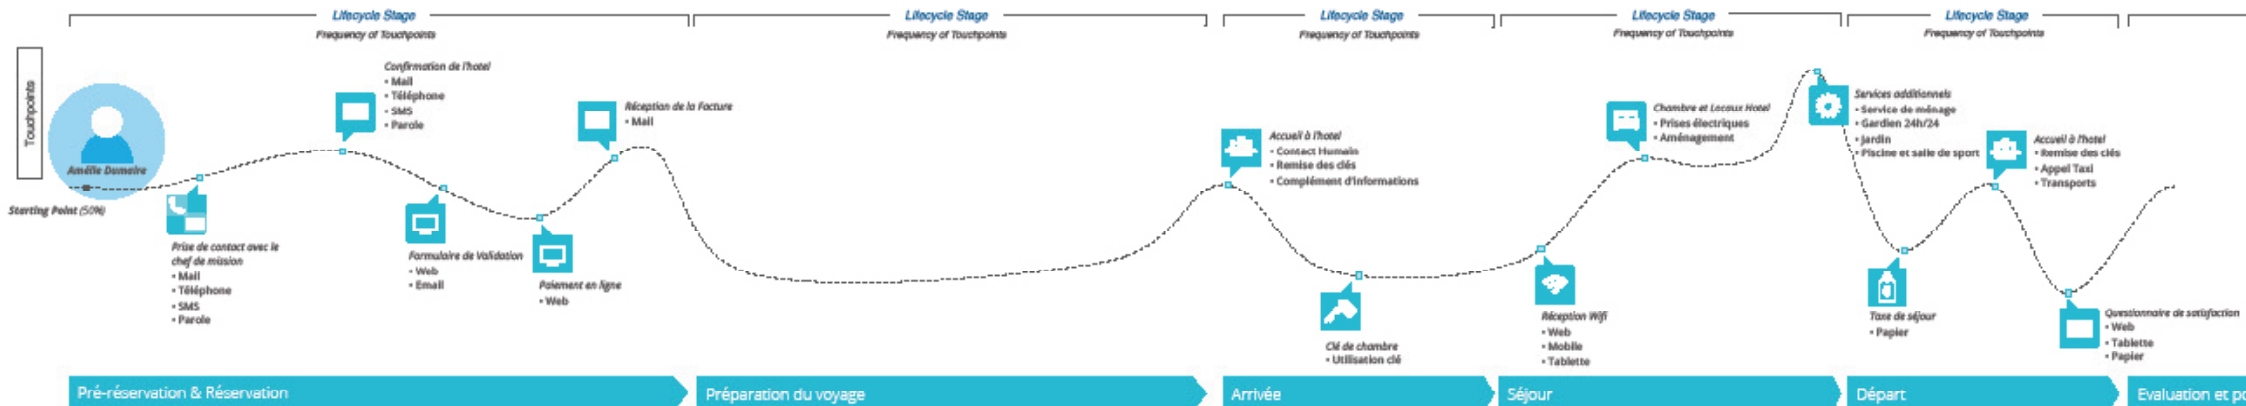 Lifecycle Stage
Frequency of Touchpoints
Lifecycle Stage
Frequency of Touchpoints
Lifecycle Stage
Frequency of Touchpoints
Lifecycle Stage
Frequency of Touchpoints
Lifecycle Stage
Frequency of Touchpoints
Touchpoints
Amélie Dumaire
Starting Point (50%)
Prise de contact avec le
chef de mission
• Mail
• Téléphone
• SMS
• Parole
Confirmation de l'hotel
• Mail
• Téléphone
• SMS
• Parole
Formulaire de Validation
• Web
• Email
Paiement en ligne
• Web
Réception de la Facture
• Mail
Accueil à l'hotel
• Contact Humain
• Remise des clés
• Complément d'informations
Clé de chambre
• Utilisation clé
Réception Wifi
• Web
• Mobile
• Tablette
Chambre et Locaux Hotel
• Prises électriques
• Aménagement
Services additionnels
• Service de ménage
• Gardien 24h/24
• Jardin
• Piscine et salle de sport
Taxe de séjour
• Papier
Accueil à l'hotel
• Remise des clés
• Appel Taxi
• Transports
Questionnaire de satisfaction
• Web
• Tablette
• Papier
Pré-réservation & Réservation
Préparation du voyage
Arrivée
Séjour
Départ
Evaluation et po